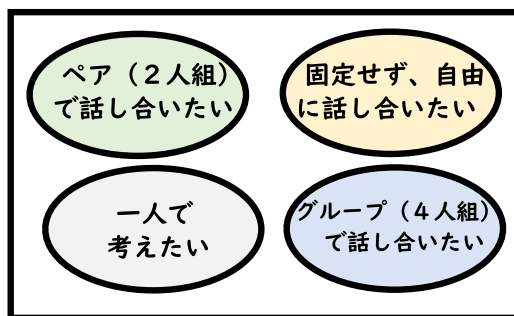 ペア（２人組）
で話し合いたい
固定せず、自由
に話し合いたい
一人で
考えたい
グループ（４人組）
で話し合いたい